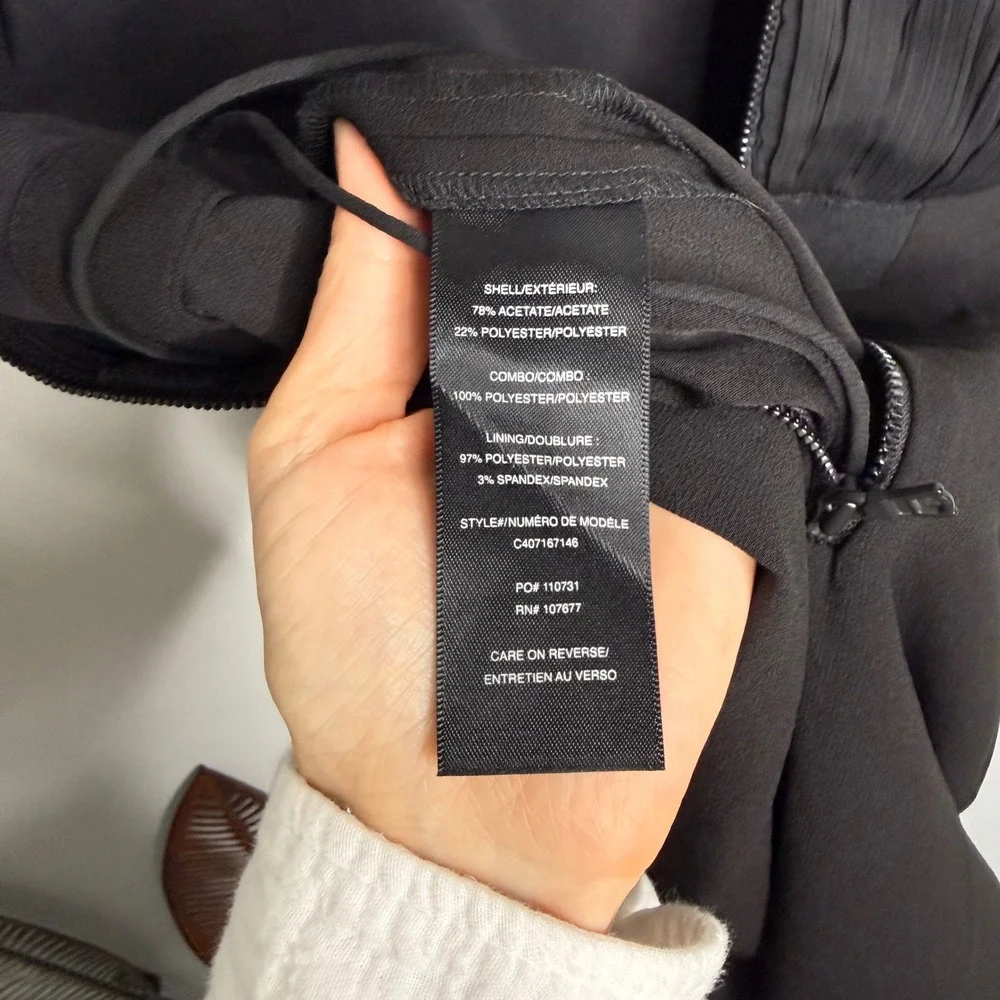 SHELL/EXTÉRIEUR:
78% ACETATE/ACETATE
22% POLYESTER/POLYESTER
COMBO/COMBO :
100% POLYESTER/POLYESTER
LINING/DOUBLURE :
97% POLYESTER/POLYESTER
3% SPANDEX/SPANDEX
STYLE#/NUMÉRO DE MODÈLE
C407167146
PO# 110731
RN# 107677
CARE ON REVERSE/
ENTRETIEN AU VERSO